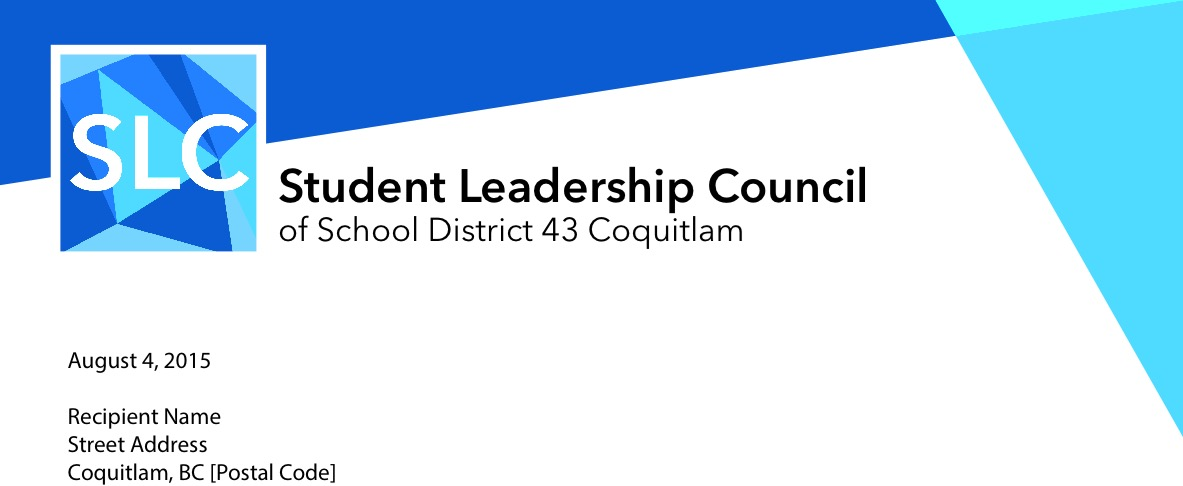 SLC
Student Leadership Council
of School District 43 Coquitlam
August 4, 2015
Recipient Name
Street Address
Coquitlam, BC [Postal Code]